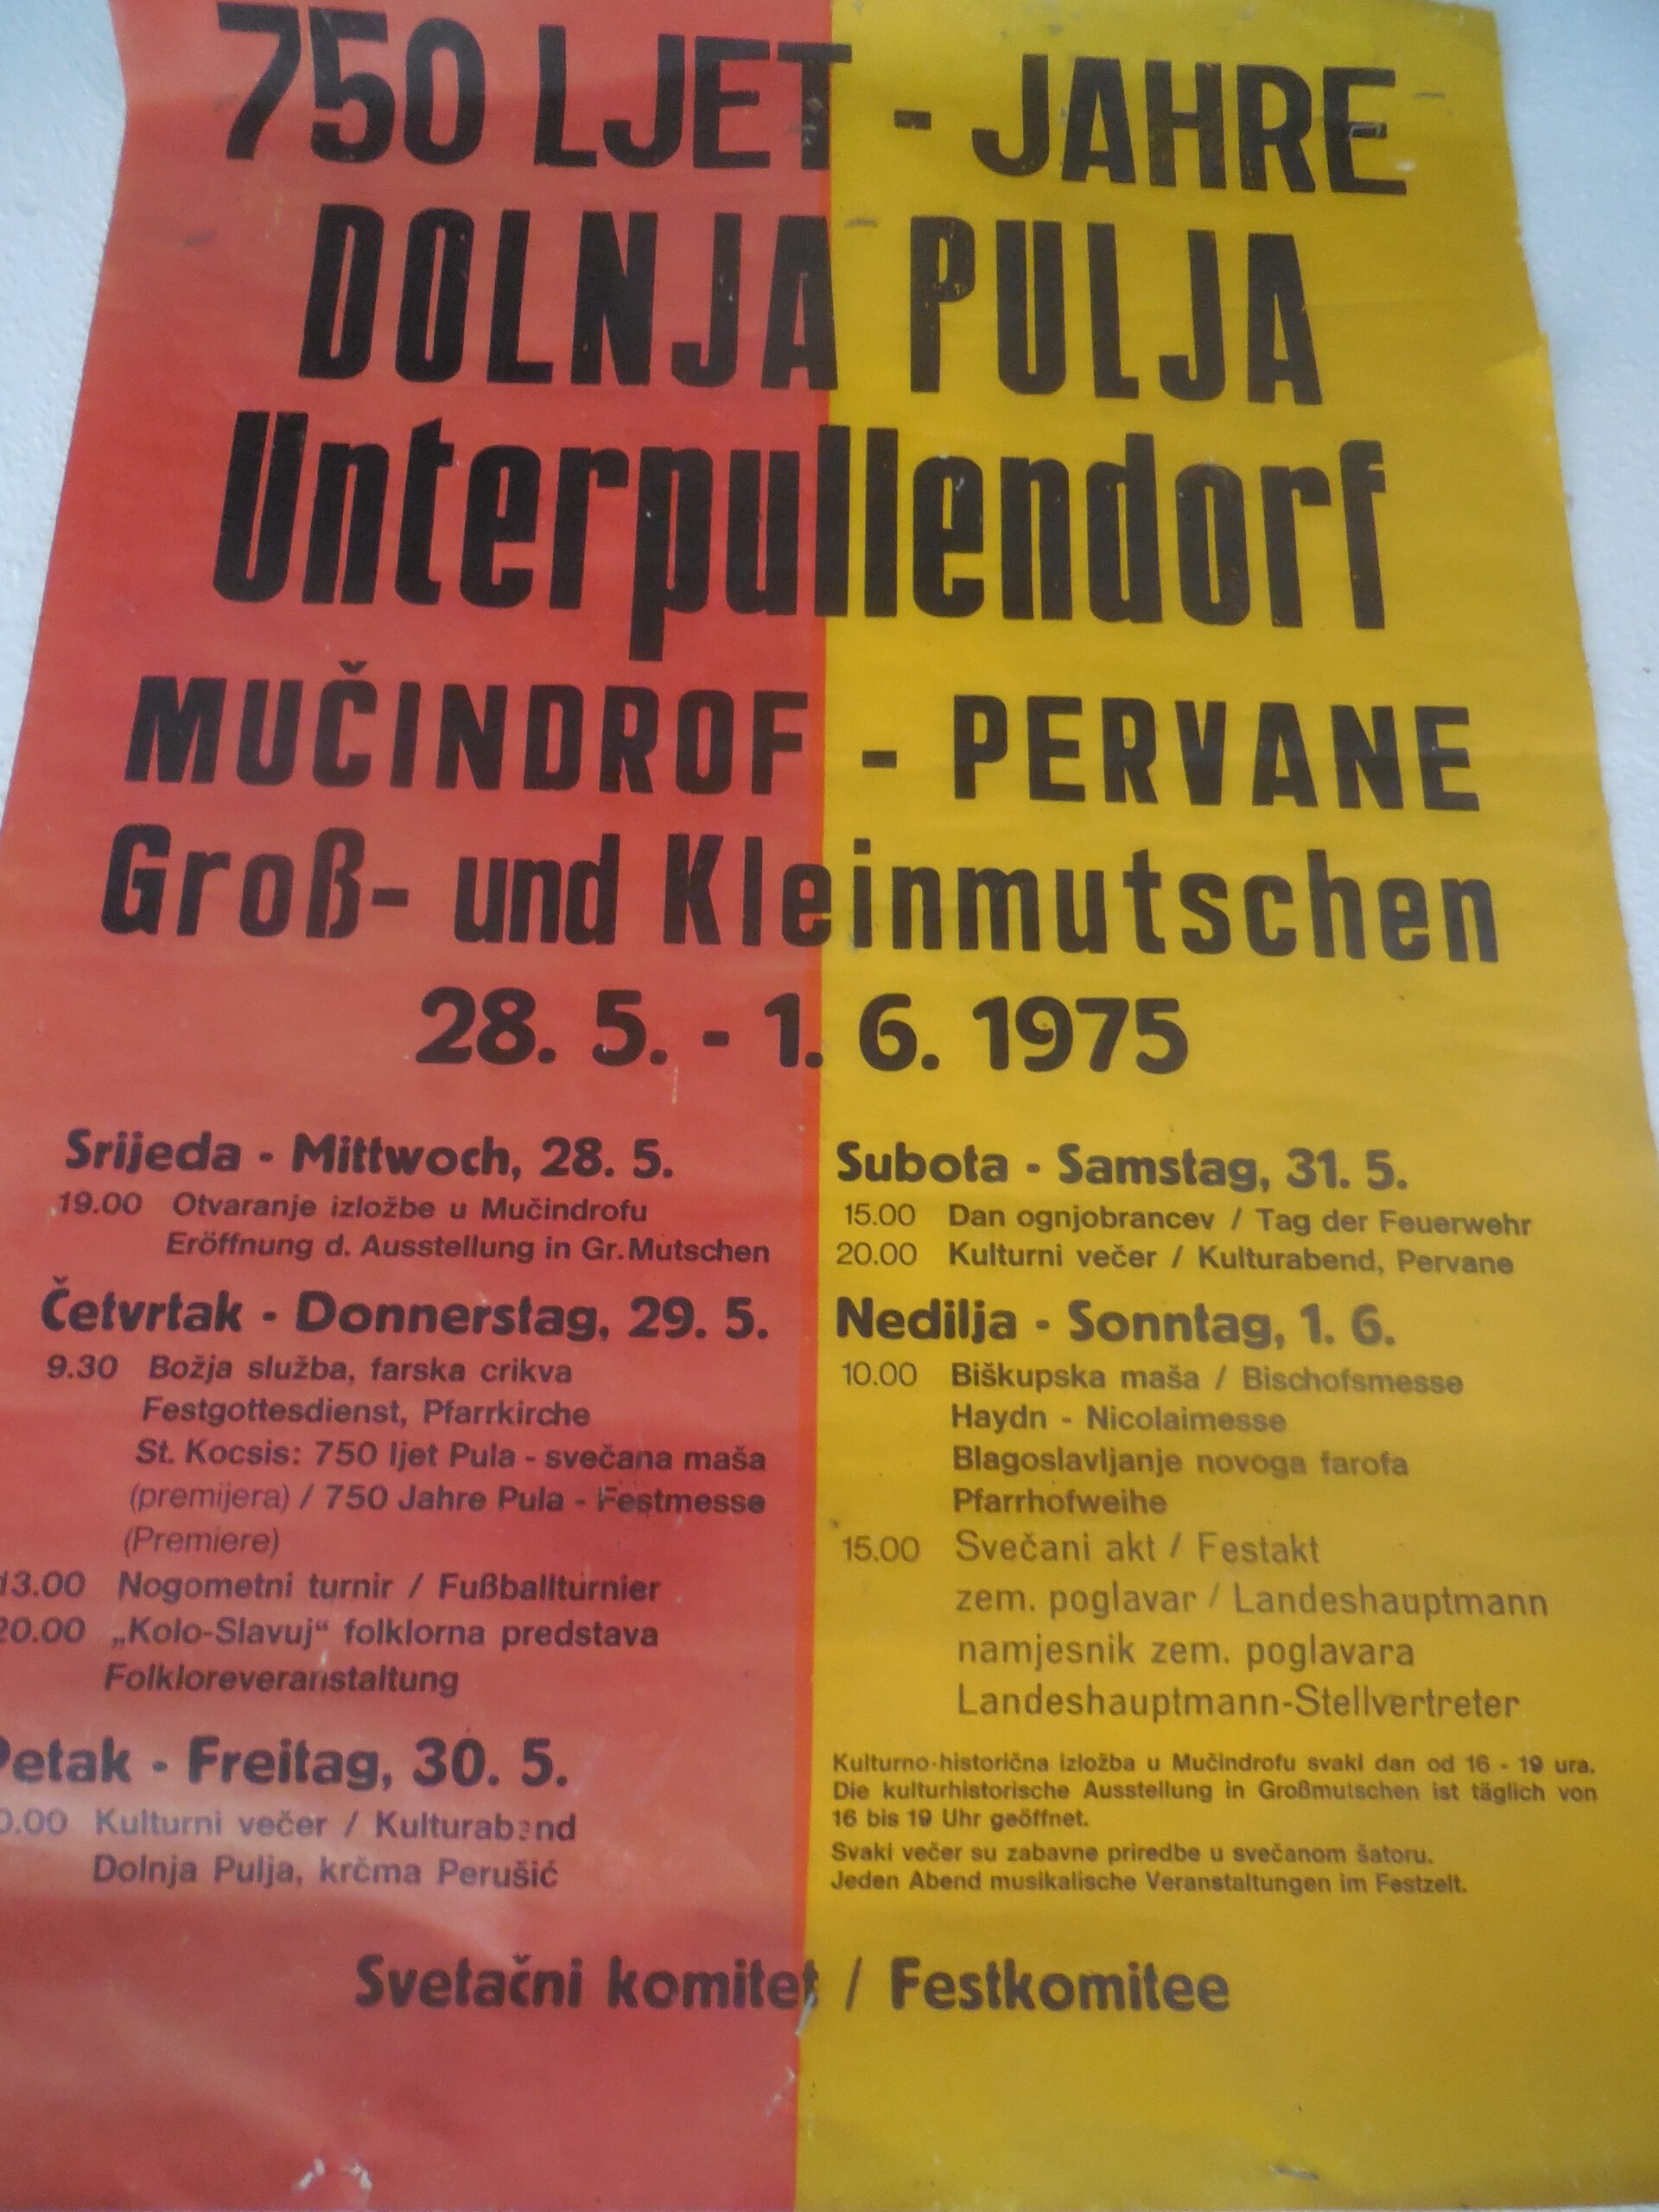 750 LJET - JAHRE
DOLNJA PULJA
Unterpullendorf
MUČINDROF - PERVANE
Groß- und Kleinmutschen
28. 5. - 1. 6. 1975
Srijeda - Mittwoch, 28. 5.
19.00 Otvaranje izložbe u Mučindrofu
Eröffnung d. Ausstellung in Gr.Mutschen
Četvrtak - Donnerstag, 29. 5.
9.30 Božja služba, farska crikva
Festgottesdienst, Pfarrkirche
St. Kocsis: 750 ljet Pula - svečana maša
(premijera) / 750 Jahre Pula - Festmesse
(Premiere)
13.00 Nogometni turnir / Fußballturnier
20.00 „Kolo-Slavuj“ folklorna predstava
Folkloreveranstaltung
Petak - Freitag, 30. 5.
0.00 Kulturni večer / Kulturabend
Dolnja Pulja, krčma Perušić
Subota - Samstag, 31. 5.
15.00 Dan ognjobrancev / Tag der Feuerwehr
20.00 Kulturni večer / Kulturabend, Pervane
Nedilja - Sonntag, 1. 6.
10.00 Biškupska maša / Bischofsmesse
Haydn - Nicolaimesse
Blagoslavljanje novoga farofa
Pfarrhofweihe
15.00 Svečani akt / Festakt
zem. poglavar / Landeshauptmann
namjesnik zem. poglavara
Landeshauptmann-Stellvertreter
Kulturno-historična izložba u Mučindrofu svaki dan od 16 - 19 ura.
Die kulturhistorische Ausstellung in Großmutschen ist täglich von
16 bis 19 Uhr geöffnet.
Svaki večer su zabavne priredbe u svečanom šatoru.
Jeden Abend musikalische Veranstaltungen im Festzelt.
Svetačni komitet / Festkomitee